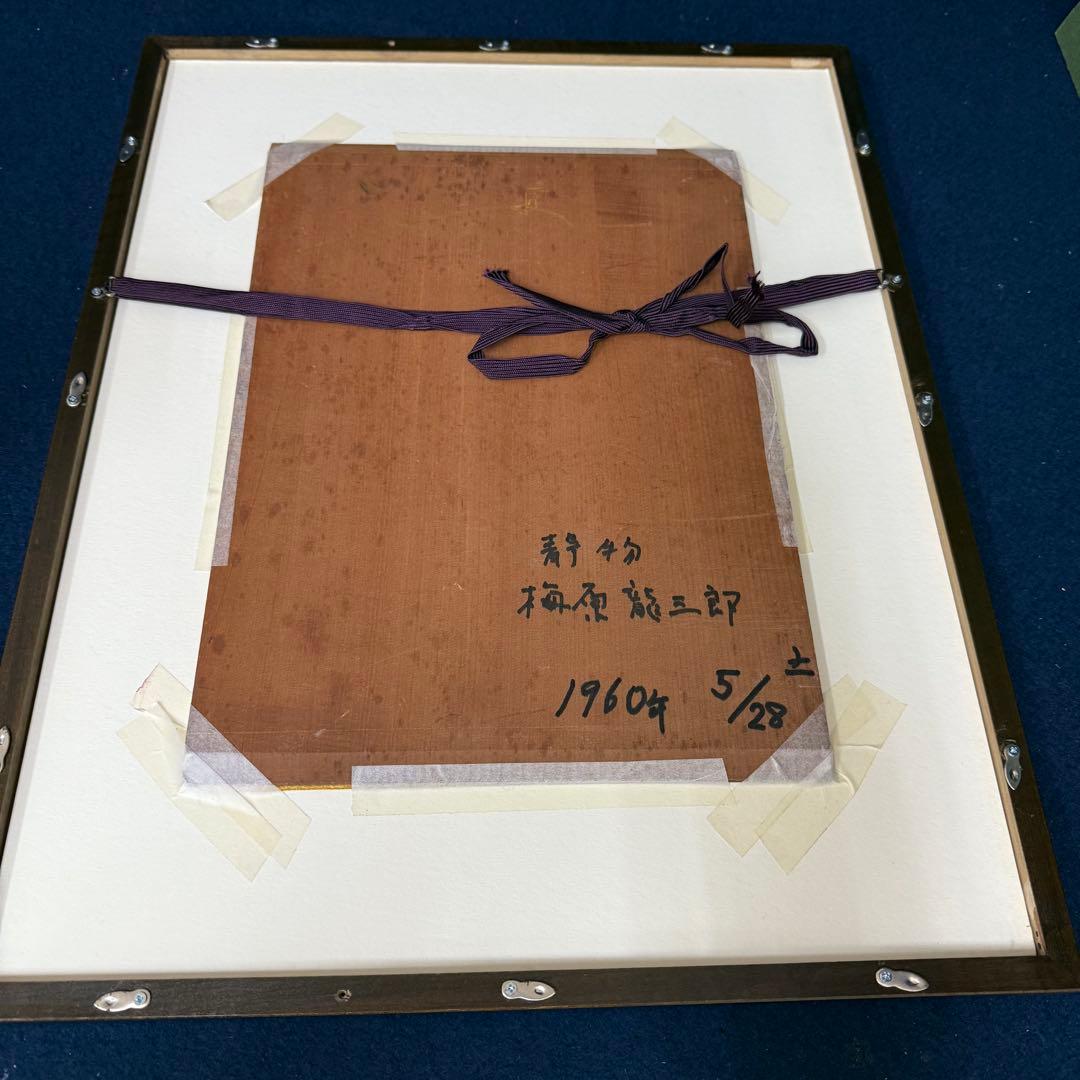 静物
梅原龍三郎
1960年 5/28 土